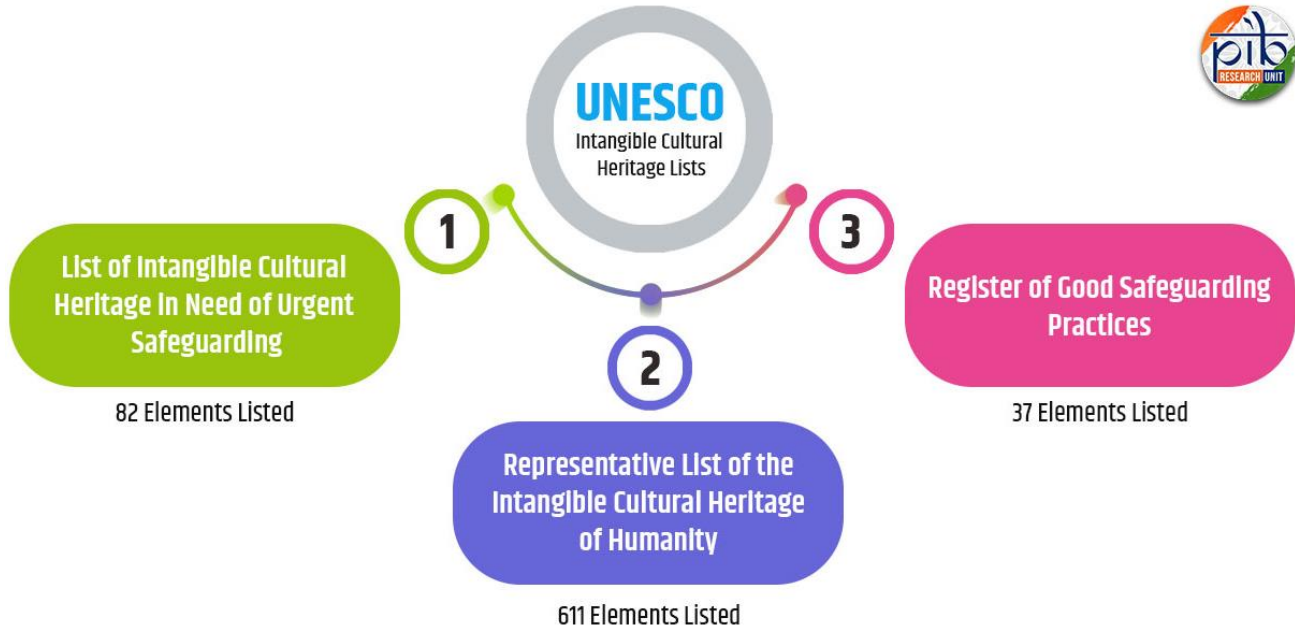 pib
RESEARCH UNIT
UNESCO
Intangible Cultural
Heritage Lists
1
List of Intangible Cultural
Heritage in Need of Urgent
Safeguarding
82 Elements Listed
2
Representative List of the
Intangible Cultural Heritage
of Humanity
611 Elements Listed
3
Register of Good Safeguarding
Practices
37 Elements Listed